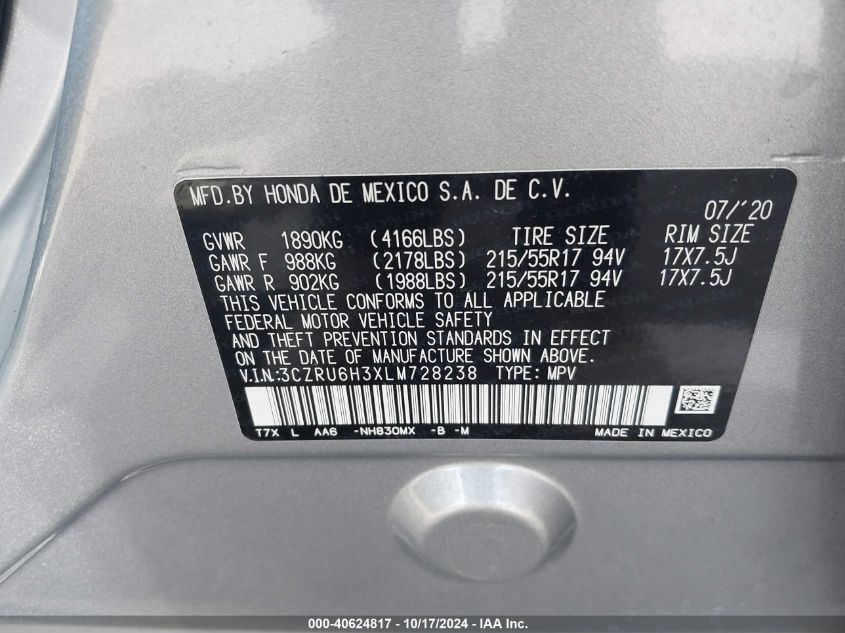 MFD.BY HONDA DE MEXICO S.A. DE C.V.
07/'20
GVWR 1890KG (4166LBS) TIRE SIZE RIM SIZE
GAWR F 988KG (2178LBS) 215/55R17 94V 17X7.5J
GAWR R 902KG (1988LBS) 215/55R17 94V 17X7.5J
THIS VEHICLE CONFORMS TO ALL APPLICABLE
FEDERAL MOTOR VEHICLE SAFETY
AND THEFT PREVENTION STANDARDS IN EFFECT
ON THE DATE OF MANUFACTURE SHOWN ABOVE.
V.I.N.:3CZRU6H3XLM728238 TYPE: MPV
T7X L AA6 -NH830MX -B -M MADE IN MEXICO
000-40624817 - 10/17/2024 - IAA Inc.